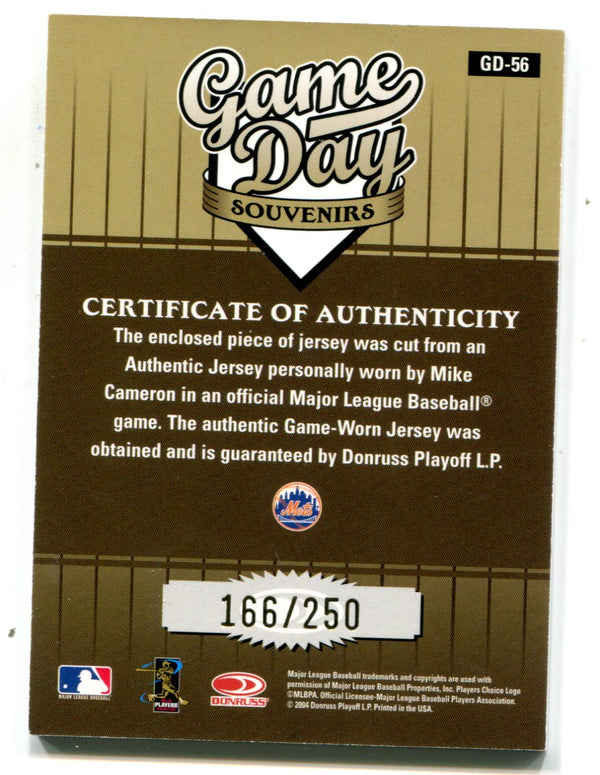 GD-56
Game
Day
SOUVENIRS
CERTIFICATE OF AUTHENTICITY
The enclosed piece of jersey was cut from an
Authentic Jersey personally worn by Mike
Cameron in an official Major League Baseball®
game. The authentic Game-Worn Jersey was
obtained and is guaranteed by Donruss Playoff L.P.
Mets
166/250
MAJOR LEAGUE BASEBALL
PLAYERS
DONRUSS
Major League Baseball trademarks and copyrights are used with
permission of Major League Baseball Properties, Inc. Players Choice Logo
©MLBPA. Official Licensee-Major League Baseball Players Association.
© 2004 Donruss Playoff L.P. Printed in the USA.